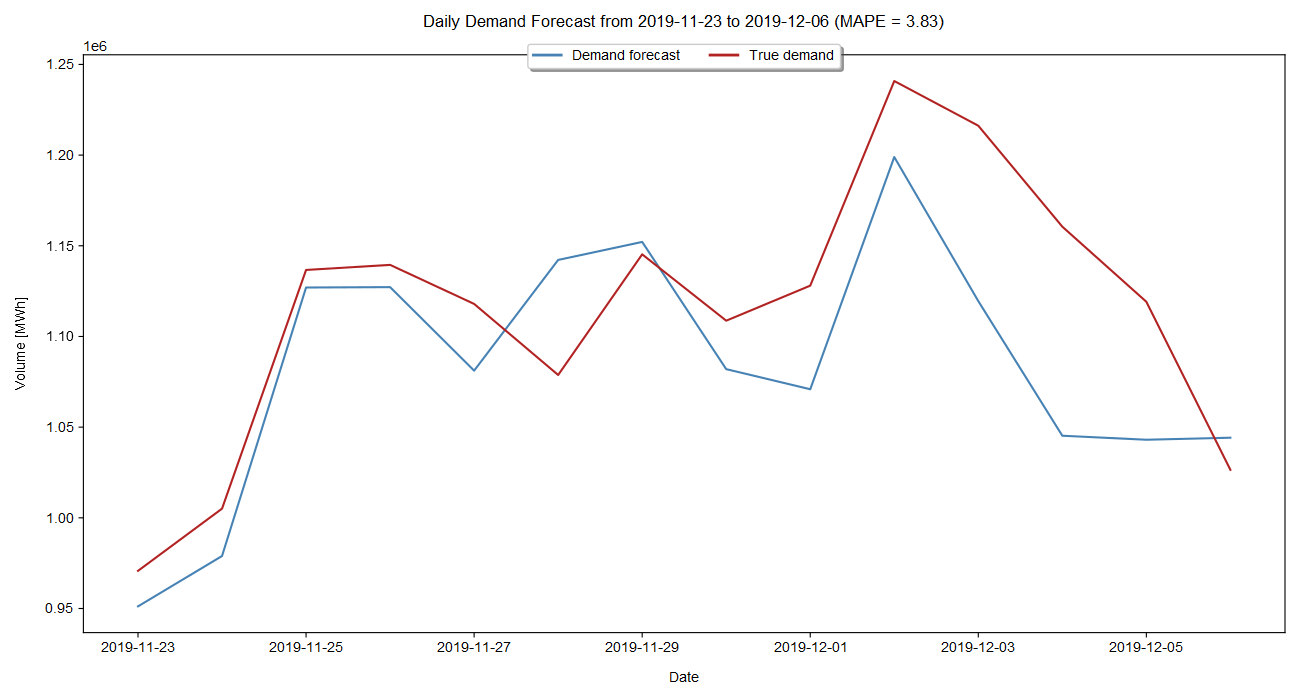 Daily Demand Forecast from 2019-11-23 to 2019-12-06 (MAPE = 3.83)
1e6
Demand forecast True demand
1.25
1.20
1.15
1.10
1.05
1.00
0.95
Volume [MWh]
2019-11-23 2019-11-25 2019-11-27 2019-11-29 2019-12-01 2019-12-03 2019-12-05
Date